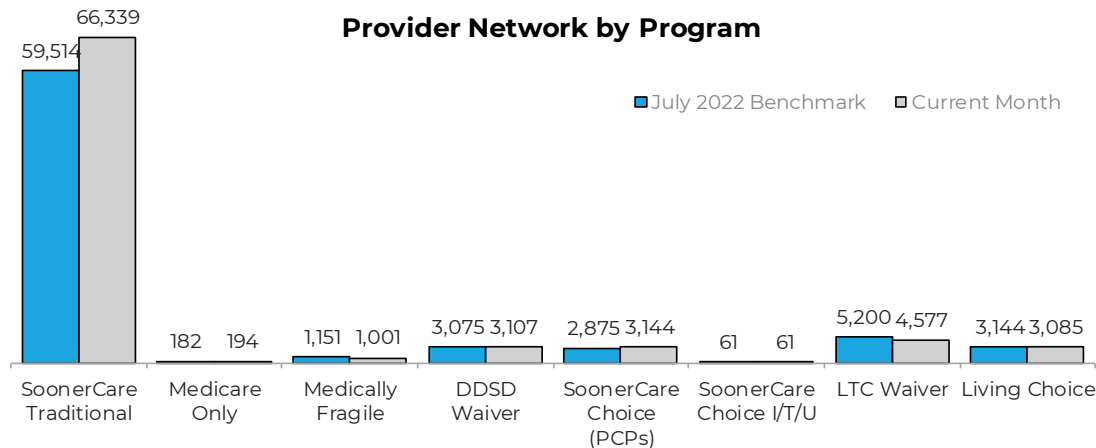 Provider Network by Program
July 2022 Benchmark
Current Month
59,514
66,339
182
194
1,151
1,001
3,075
3,107
2,875
3,144
61
61
5,200
4,577
3,144
3,085
SoonerCare
Traditional
Medicare
Only
Medically
Fragile
DDSD
Waiver
SoonerCare
Choice
(PCPs)
SoonerCare
Choice I/T/U
LTC Waiver
Living Choice